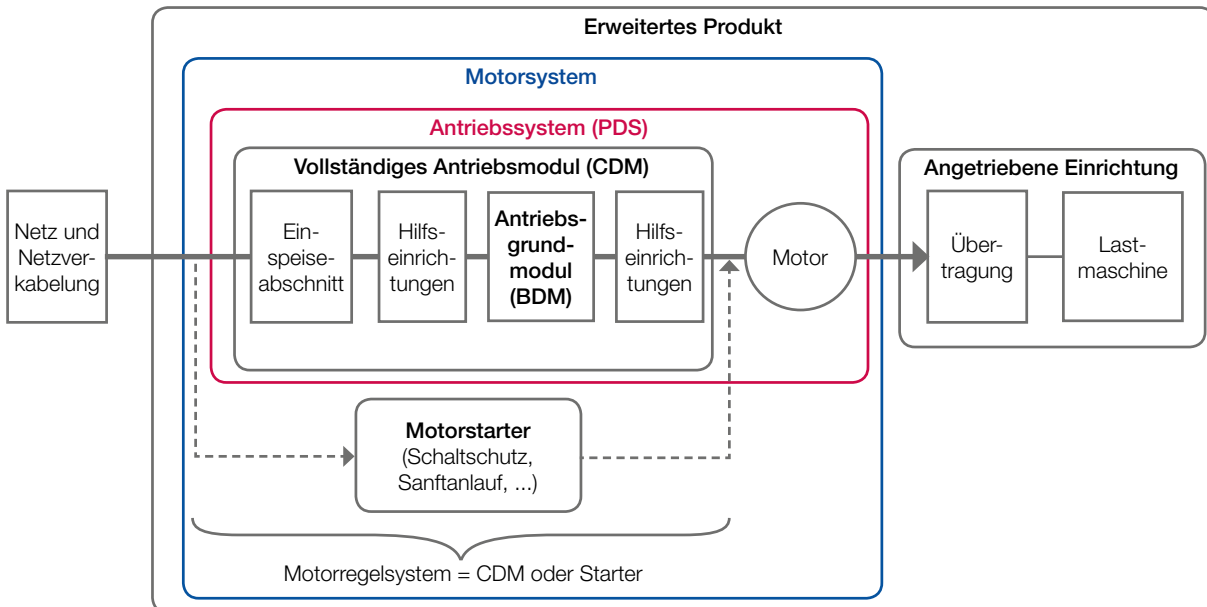 Erweitertes Produkt
Motorsystem
Antriebssystem (PDS)
Vollständiges Antriebsmodul (CDM)
Angetriebene Einrichtung
Netz und
Netzver-
kabelung
Ein-
speise-
abschnitt
Hilfs-
einrich-
tungen
Antriebs-
grund-
modul
(BDM)
Hilfs-
einrich-
tungen
Motor
Über-
tragung
Last-
maschine
Motorstarter
(Schaltschutz,
Sanftanlauf, ...)
Motorregelsystem = CDM oder Starter